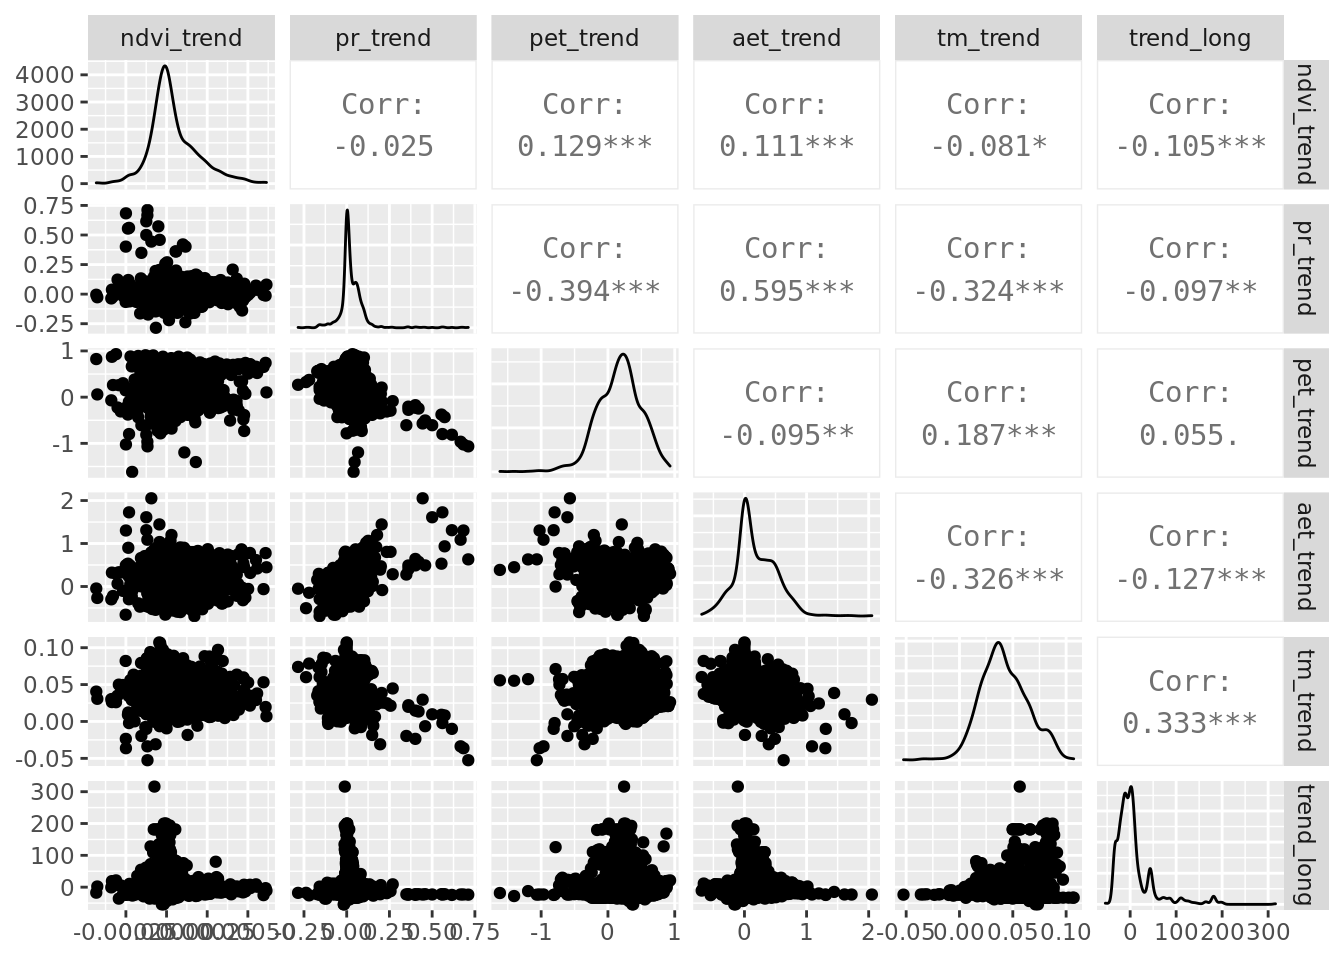 ndvi_trend pr_trend pet_trend aet_trend tm_trend trend_long
4000
3000
2000
1000
0
Corr:
-0.025
Corr:
0.129***
Corr:
0.111***
Corr:
-0.081*
Corr:
-0.105***
ndvi_trend
0.75
0.50
0.25
0.00
-0.25
Corr:
-0.394***
Corr:
0.595***
Corr:
-0.324***
Corr:
-0.097**
pr_trend
1
0
-1
Corr:
-0.095**
Corr:
0.187***
Corr:
0.055.
pet_trend
2
1
0
Corr:
-0.326***
Corr:
-0.127***
aet_trend
0.10
0.05
0.00
-0.05
Corr:
0.333***
tm_trend
300
200
100
0
trend_long
-0.25 0.00 0.25 0.50 0.75 -1 0 1 0 1 2 -0.05 0.00 0.05 0.10 0 100 200 300